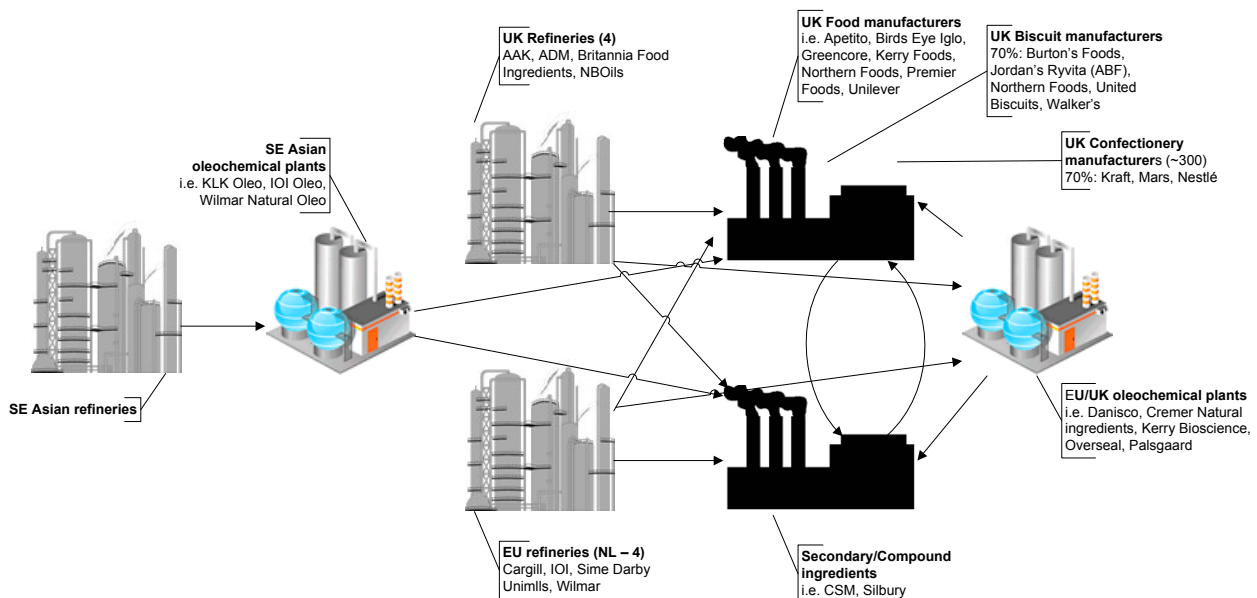 UK Refineries (4)
AAK, ADM, Britannia Food
Ingredients, NBOils
UK Food manufacturers
i.e. Apetito, Birds Eye Iglo,
Greencore, Kerry Foods,
Northern Foods, Premier
Foods, Unilever
UK Biscuit manufacturers
70%: Burton's Foods,
Jordan's Ryvita (ABF),
Northern Foods, United
Biscuits, Walker's
UK Confectionery
manufacturers (~300)
70%: Kraft, Mars, Nestlé
SE Asian
oleochemical plants
i.e. KLK Oleo, IOI Oleo,
Wilmar Natural Oleo
SE Asian refineries
EU/UK oleochemical plants
i.e. Danisco, Cremer Natural
ingredients, Kerry Bioscience,
Overseal, Palsgaard
EU refineries (NL – 4)
Cargill, IOI, Sime Darby
Unimlls, Wilmar
Secondary/Compound
ingredients
i.e. CSM, Silbury